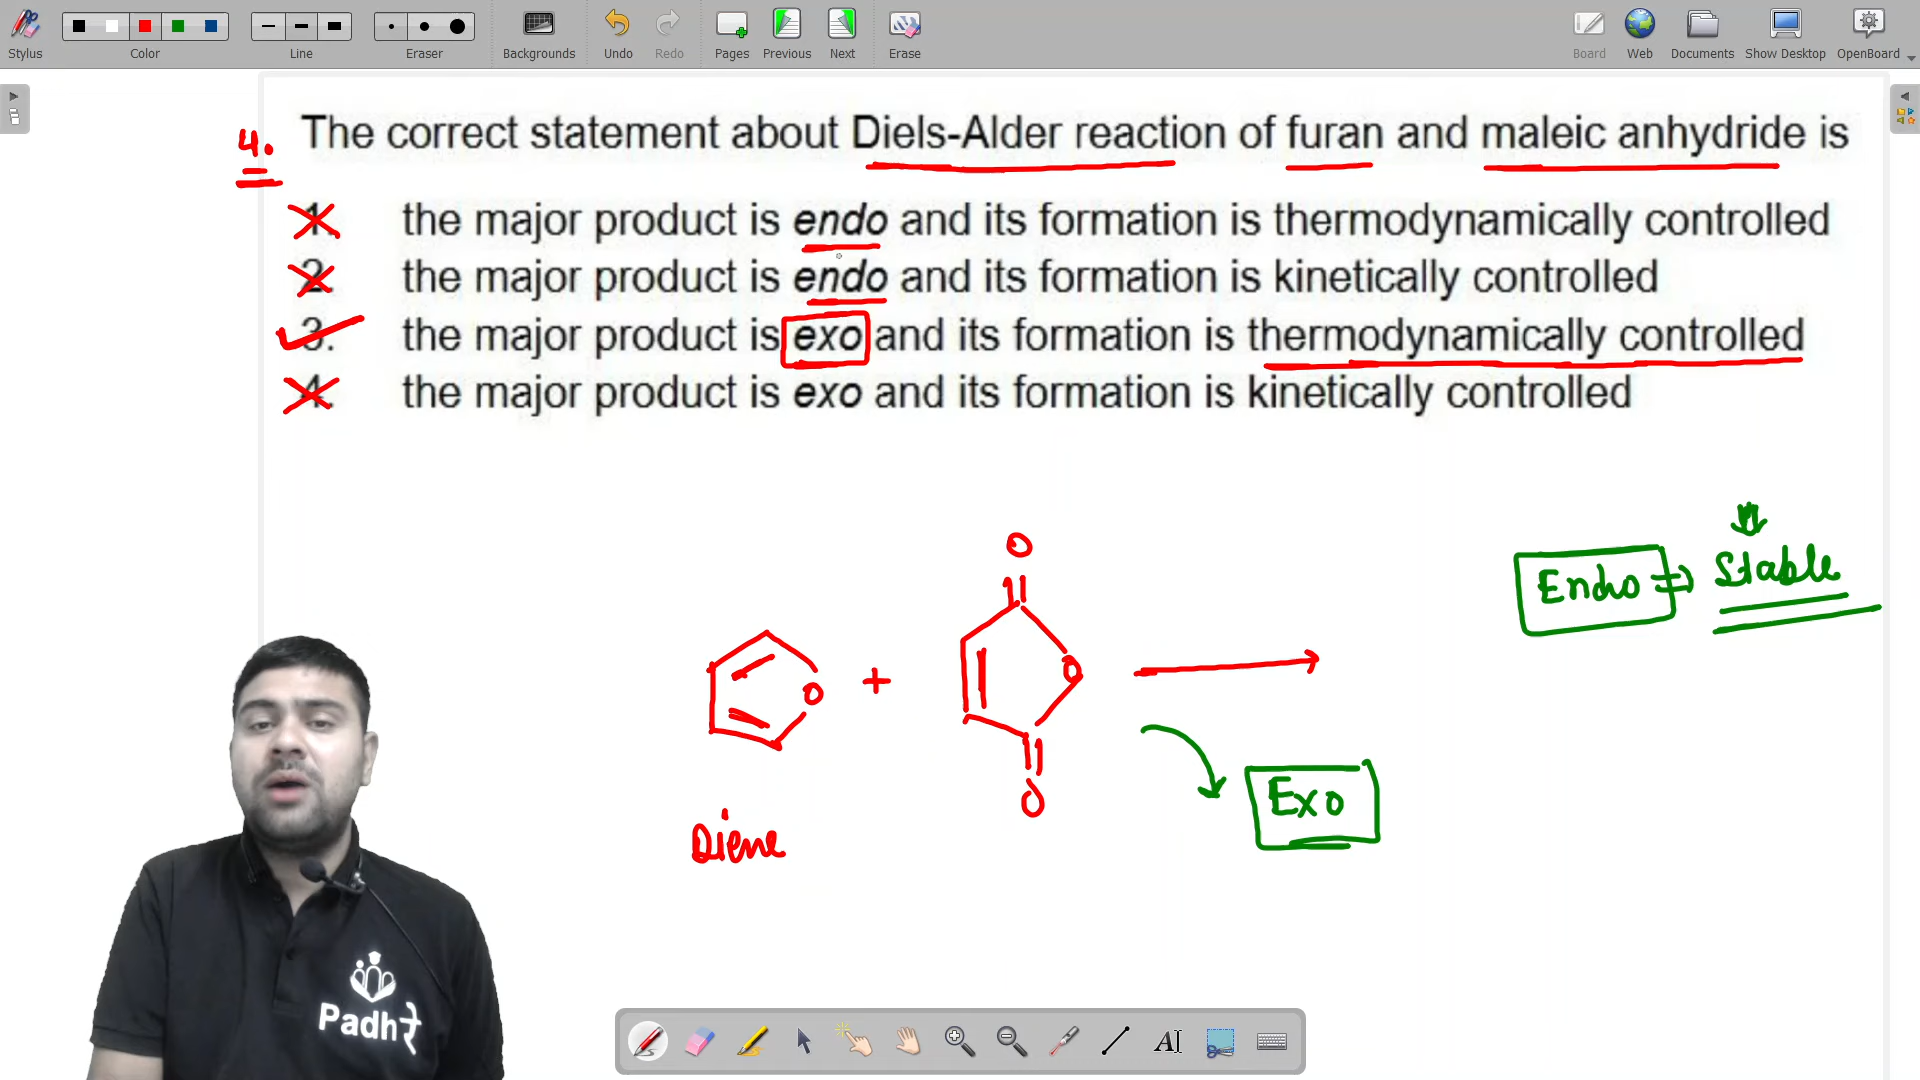 Stylus
Color
Line
Eraser
Backgrounds
Undo
Redo
Pages
Previous
Next
Erase
Board
Web
Documents
Show Desktop
OpenBoard
4. The correct statement about Diels-Alder reaction of furan and maleic anhydride is
1. the major product is endo and its formation is thermodynamically controlled
2. the major product is endo and its formation is kinetically controlled
3. the major product is exo and its formation is thermodynamically controlled
4. the major product is exo and its formation is kinetically controlled
O
Endo ⇒ Stable
O + O
O
Exo
Diene
Padhरे